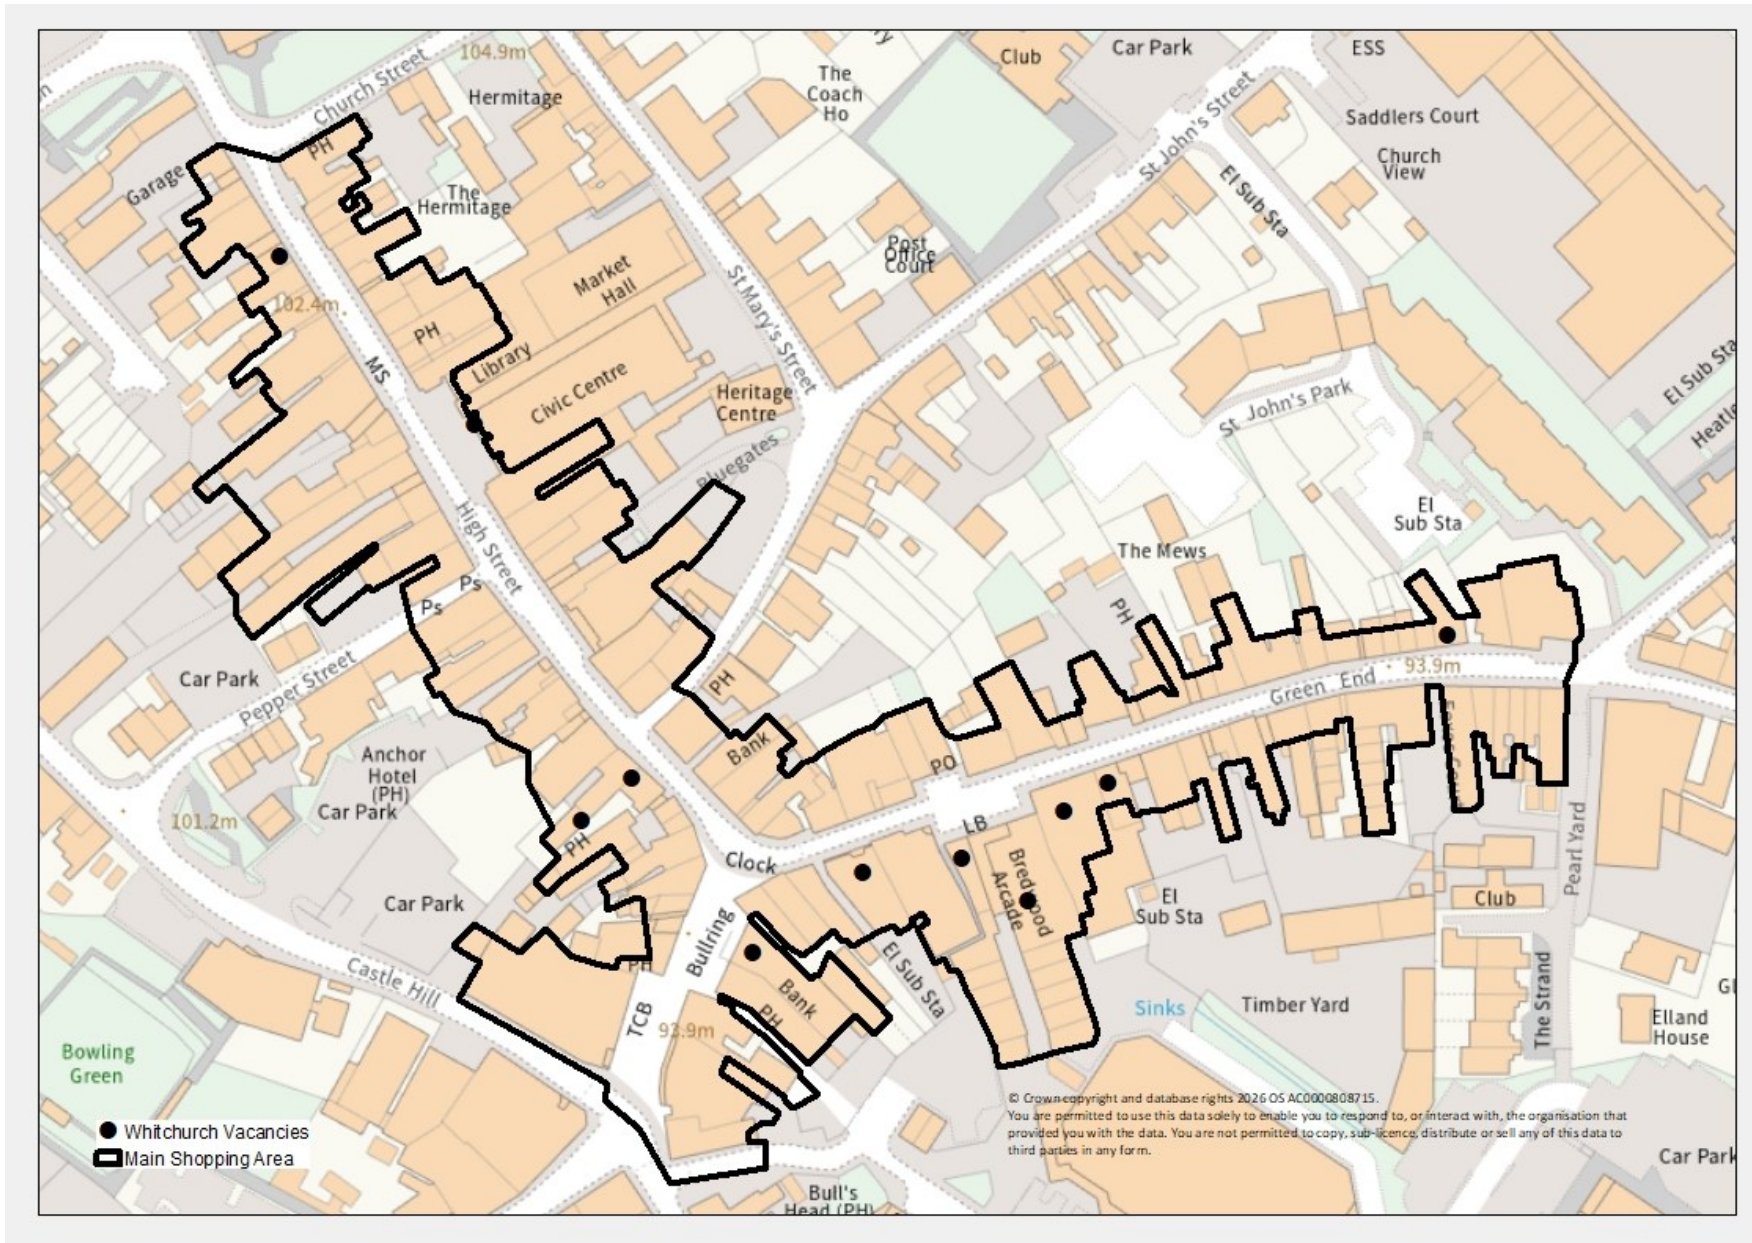 104.9m
Church Street
Hermitage
The
Coach
Ho
Club
Car Park
ESS
St John's Street
Saddlers Court
Church
View
PH
Garage
The
Hermitage
El Sub Sta
Post
Office
Court
Market
Hall
St Mary's Street
102.4m
PH
MS
Library
Civic Centre
Heritage
Centre
Bluegates
St John's Park
El Sub Sta
El
Sub Sta
High Street
The Mews
Ps
Ps
PH
Pepper Street
Car Park
PH
Green End
93.9m
Bank
PO
Anchor
Hotel
(PH)
Car Park
101.2m
LB
PH
Clock
Bredwood
Arcade
Pearl Yard
Car Park
El
Sub Sta
Club
Bullring
El Sub Sta
PH
Castle Hill
Bank
PH
TCB
93.9m
Sinks
Timber Yard
The Strand
Elland
House
Bowling
Green
© Crown copyright and database rights 2026 OS AC0000808715.
You are permitted to use this data solely to enable you to respond to, or interact with, the organisation that
provided you with the data. You are not permitted to copy, sub-licence, distribute or sell any of this data to
third parties in any form.
Whitchurch Vacancies
Main Shopping Area
Car Park
Bull's
Head (PH)